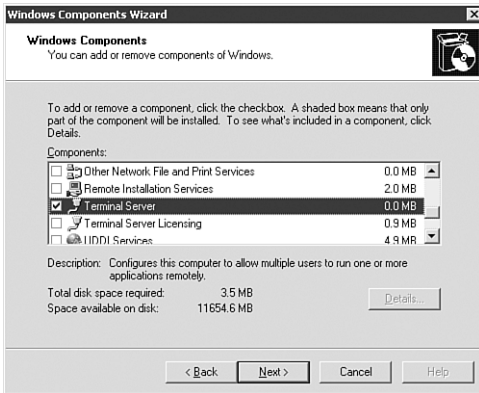 Windows Components Wizard
Windows Components
You can add or remove components of Windows.
To add or remove a component, click the checkbox. A shaded box means that only
part of the component will be installed. To see what's included in a component, click
Details.
Components:
Other Network File and Print Services 0.0 MB
Remote Installation Services 2.0 MB
Terminal Server 0.0 MB
Terminal Server Licensing 0.9 MB
UDDI Services 4.9 MB
Description: Configures this computer to allow multiple users to run one or more
applications remotely.
Total disk space required: 3.5 MB
Space available on disk: 11654.6 MB
Details...
< Back Next > Cancel Help